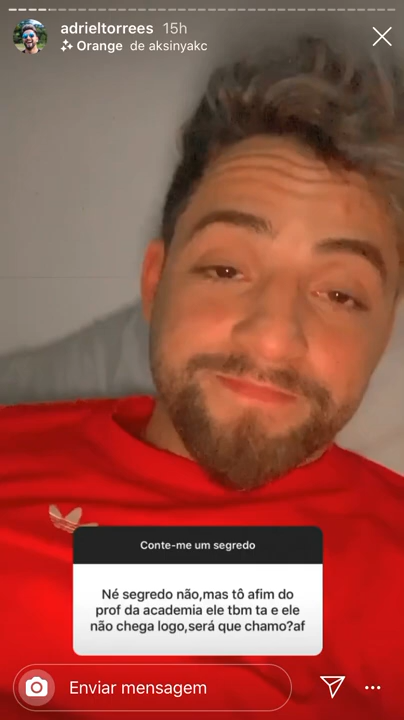 adrieltorrees 15h
Orange de aksinyakc
Conte-me um segredo
Né segredo não,mas tô afim do
prof da academia ele tbm ta e ele
não chega logo,será que chamo?af
Enviar mensagem